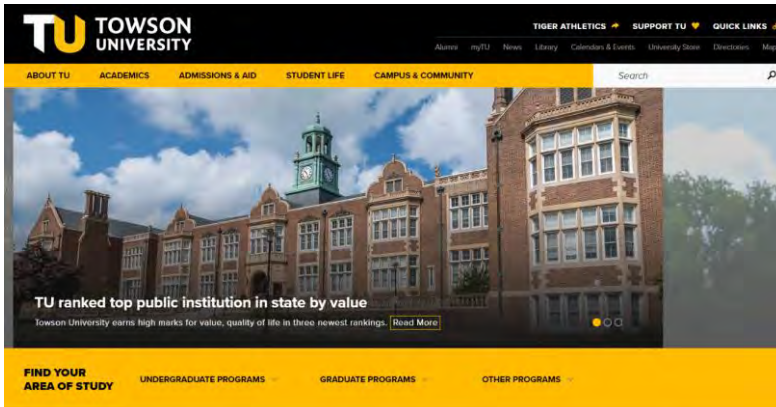 TU TOWSON
UNIVERSITY
TIGER ATHLETICS SUPPORT TU QUICK LINKS
Alumni myTU News Library Calendars & Events University Store Directories
ABOUT TU ACADEMICS ADMISSIONS & AID STUDENT LIFE CAMPUS & COMMUNITY Search
TU ranked top public institution in state by value
Towson University earns high marks for value, quality of life in three newest rankings. Read More
FIND YOUR
AREA OF STUDY
UNDERGRADUATE PROGRAMS GRADUATE PROGRAMS OTHER PROGRAMS